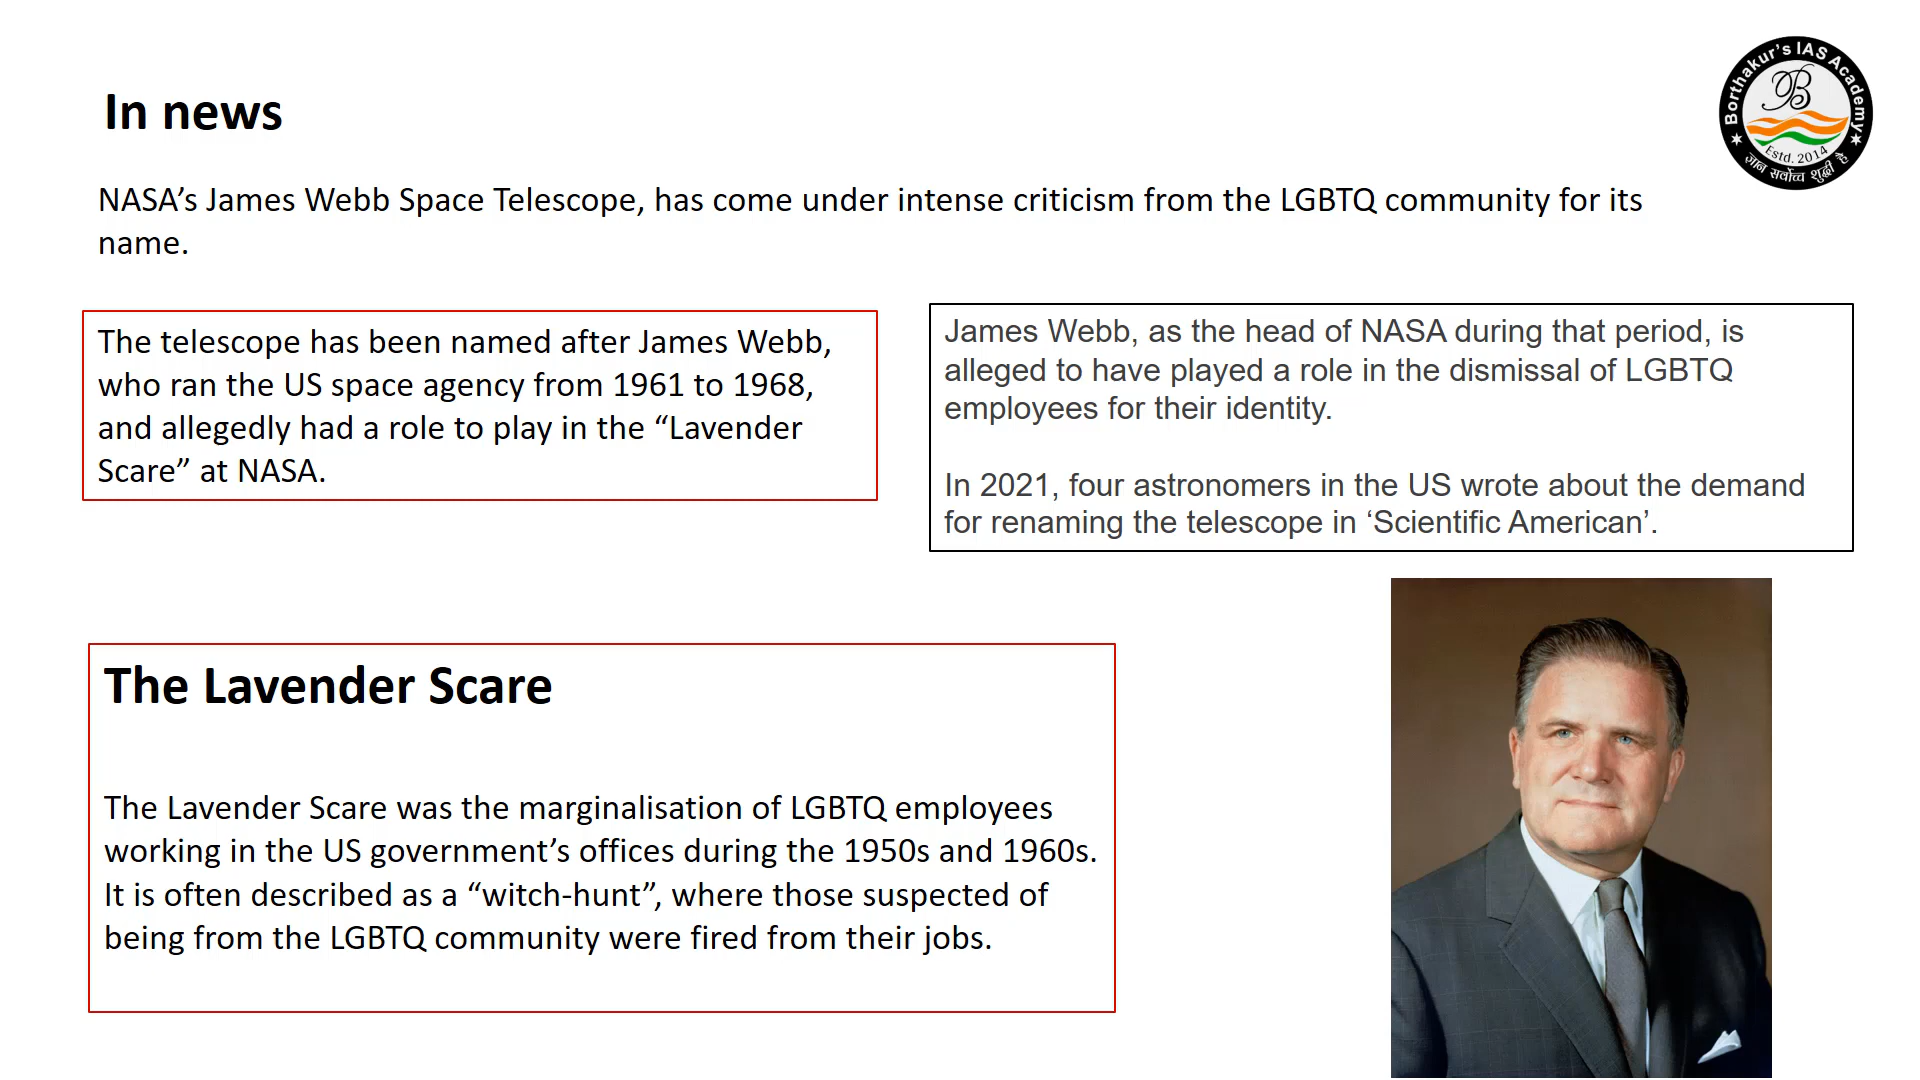 In news
Borthakur's IAS Academy
B
Estd. 2014
ज्ञान सर्वोच्च शुद्धी है
NASA’s James Webb Space Telescope, has come under intense criticism from the LGBTQ community for its
name.
The telescope has been named after James Webb,
who ran the US space agency from 1961 to 1968,
and allegedly had a role to play in the “Lavender
Scare” at NASA.
James Webb, as the head of NASA during that period, is
alleged to have played a role in the dismissal of LGBTQ
employees for their identity.
In 2021, four astronomers in the US wrote about the demand
for renaming the telescope in ‘Scientific American’.
The Lavender Scare
The Lavender Scare was the marginalisation of LGBTQ employees
working in the US government’s offices during the 1950s and 1960s.
It is often described as a “witch-hunt”, where those suspected of
being from the LGBTQ community were fired from their jobs.